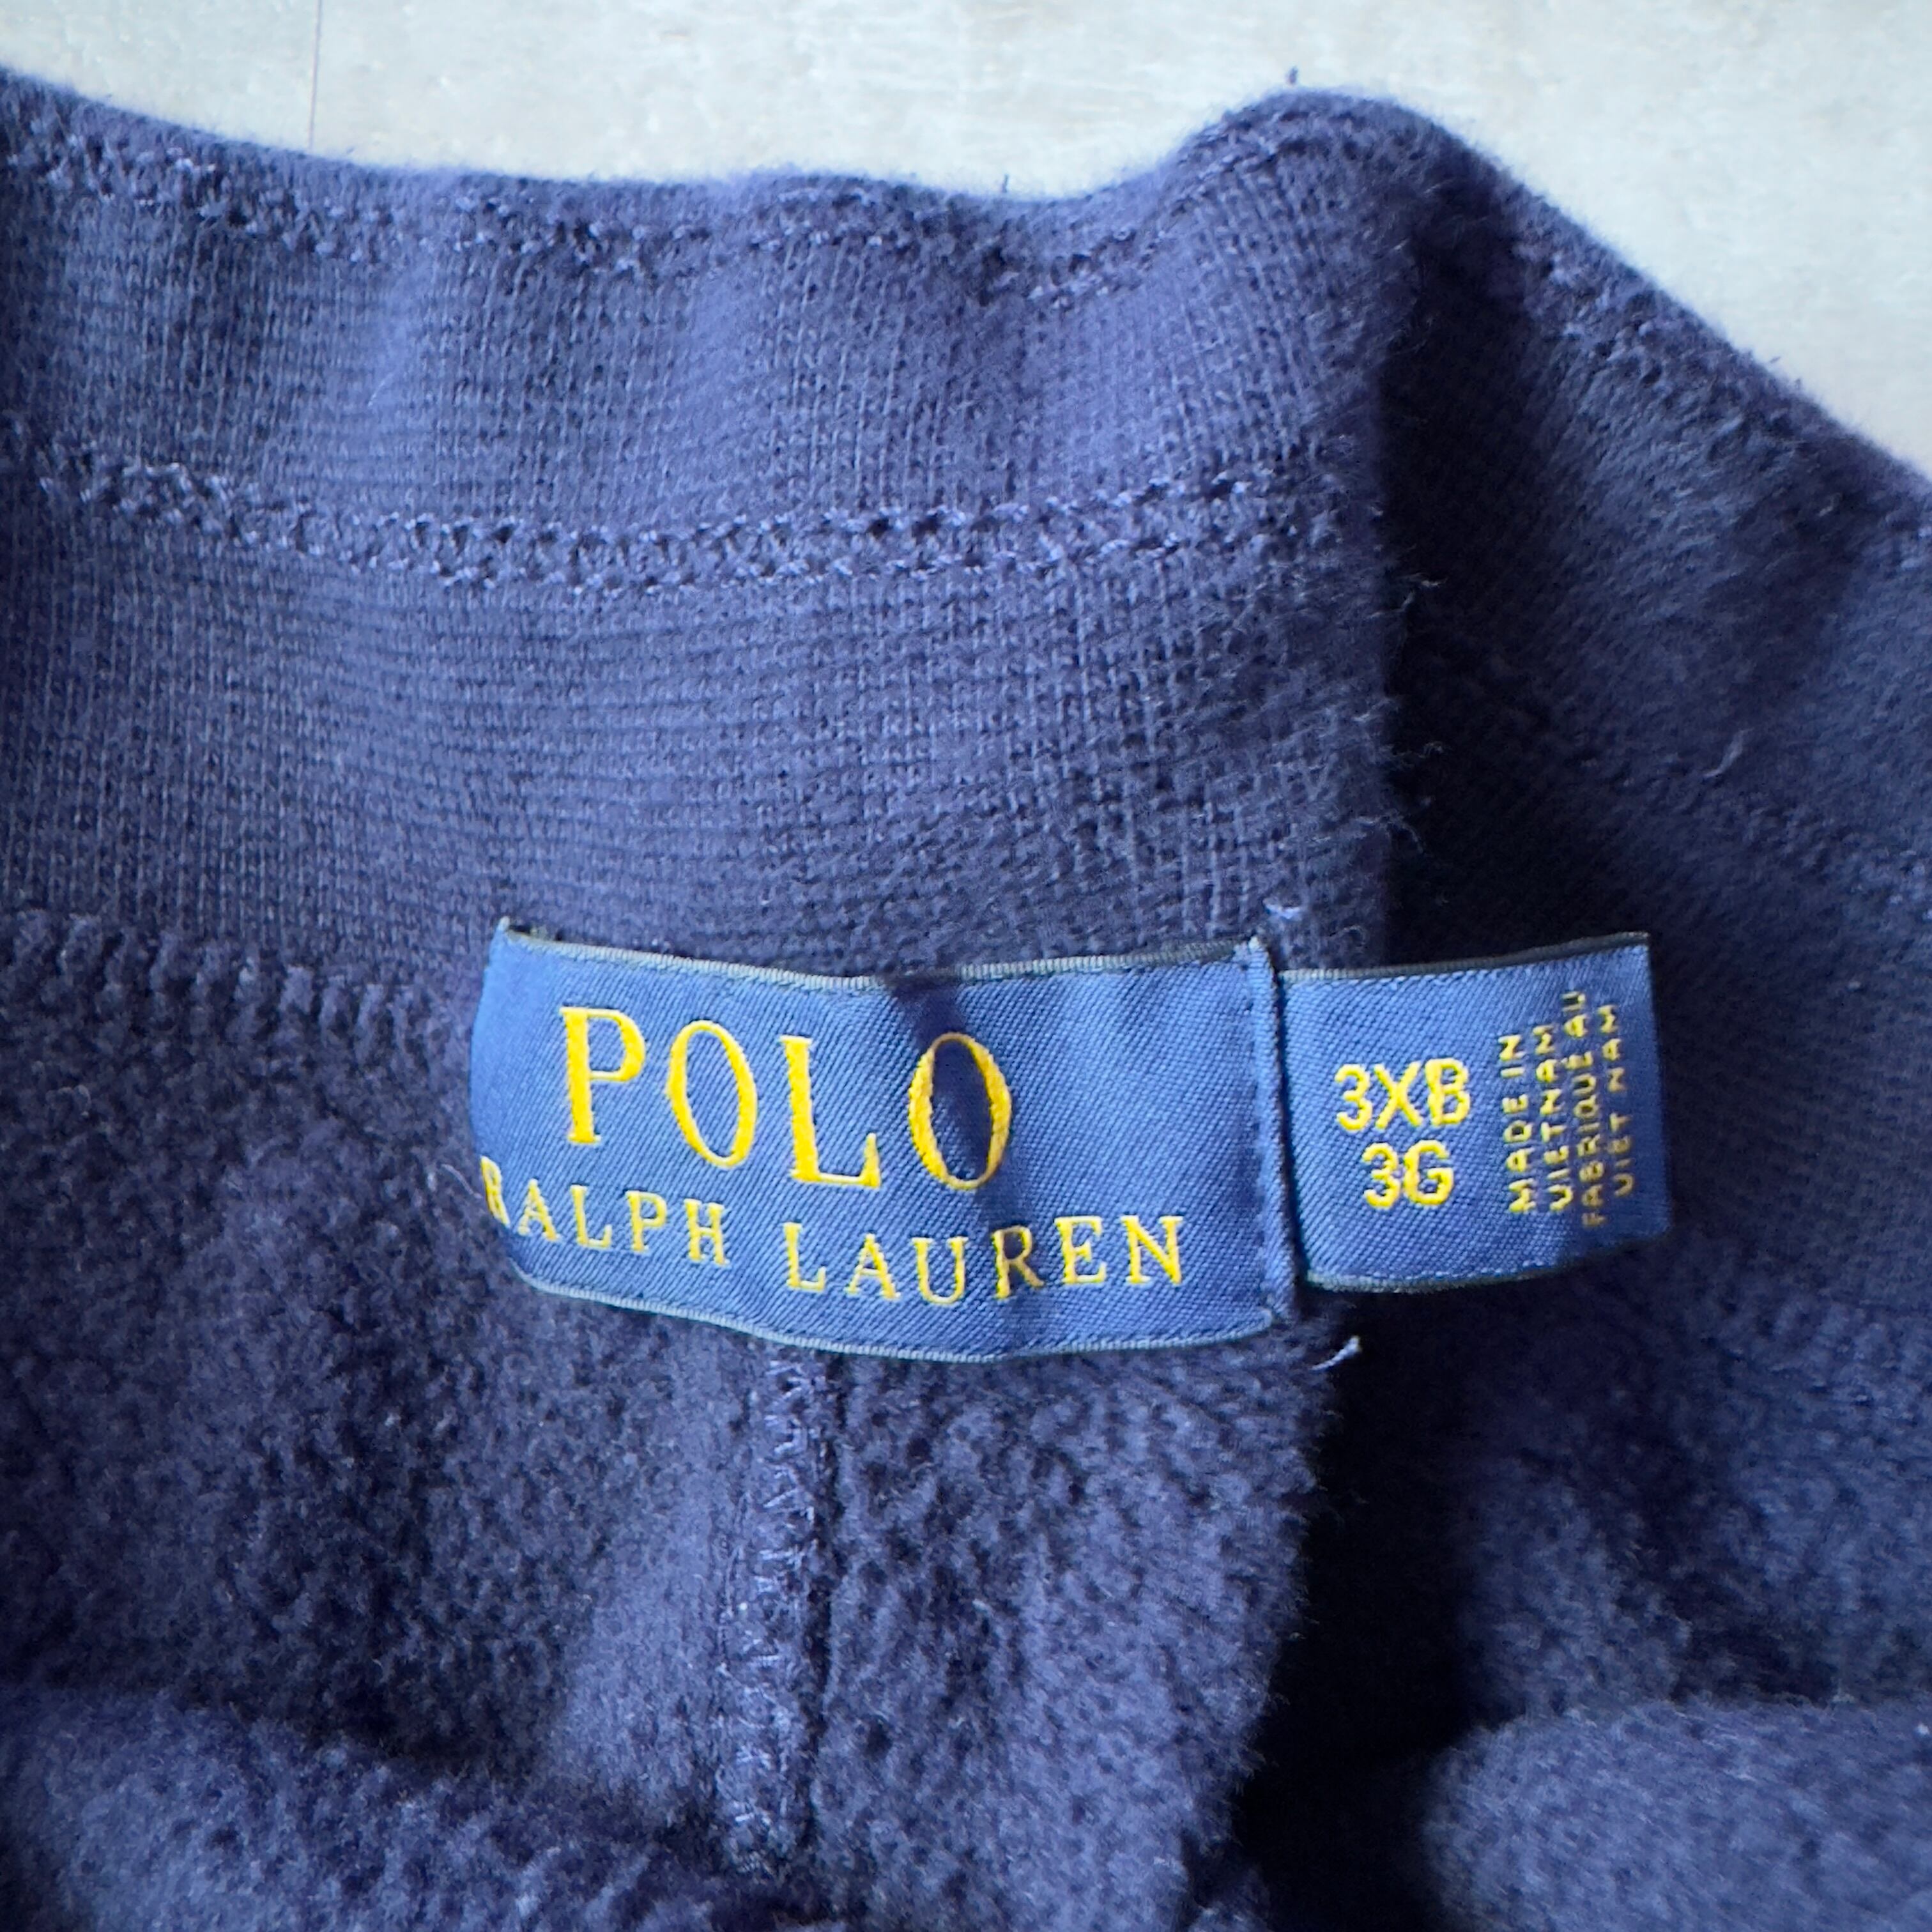 POLO
RALPH LAUREN
3XB
3G
MADE IN
VIETNAM
FABRIQUÉ AU
VIET NAM